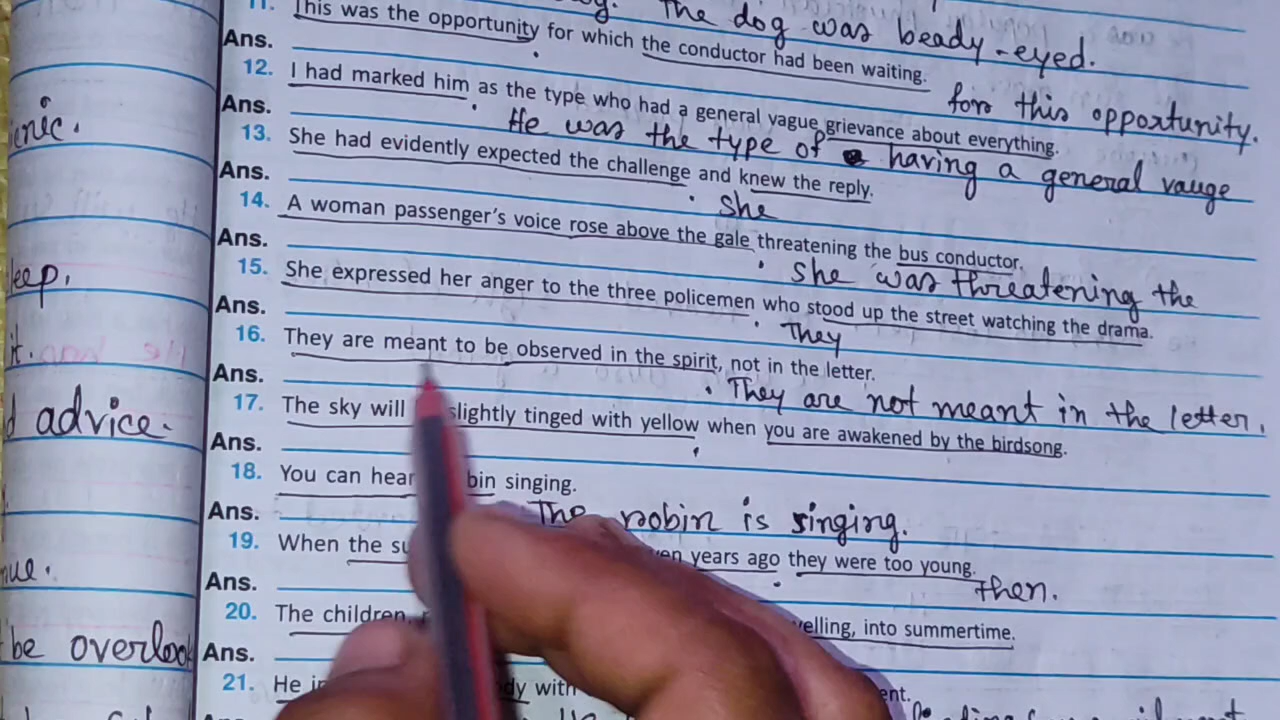 The dog was beady-eyed.
11. This was the opportunity for which the conductor had been waiting.
Ans. for this opportunity.
12. I had marked him as the type who had a general vague grievance about everything.
Ans. He was the type of having a general vauge
13. She had evidently expected the challenge and knew the reply.
Ans. She
14. A woman passenger's voice rose above the gale threatening the bus conductor.
Ans. She was threatening the
15. She expressed her anger to the three policemen who stood up the street watching the drama.
Ans. They
16. They are meant to be observed in the spirit, not in the letter.
Ans. They are not meant in the letter.
17. The sky will slightly tinged with yellow when you are awakened by the birdsong.
Ans.
18. You can hear singing.
Ans. The robin is singing.
19. When the years ago they were too young.
Ans. then.
20. The children, into summertime.
Ans.
21. He with
advice.
be